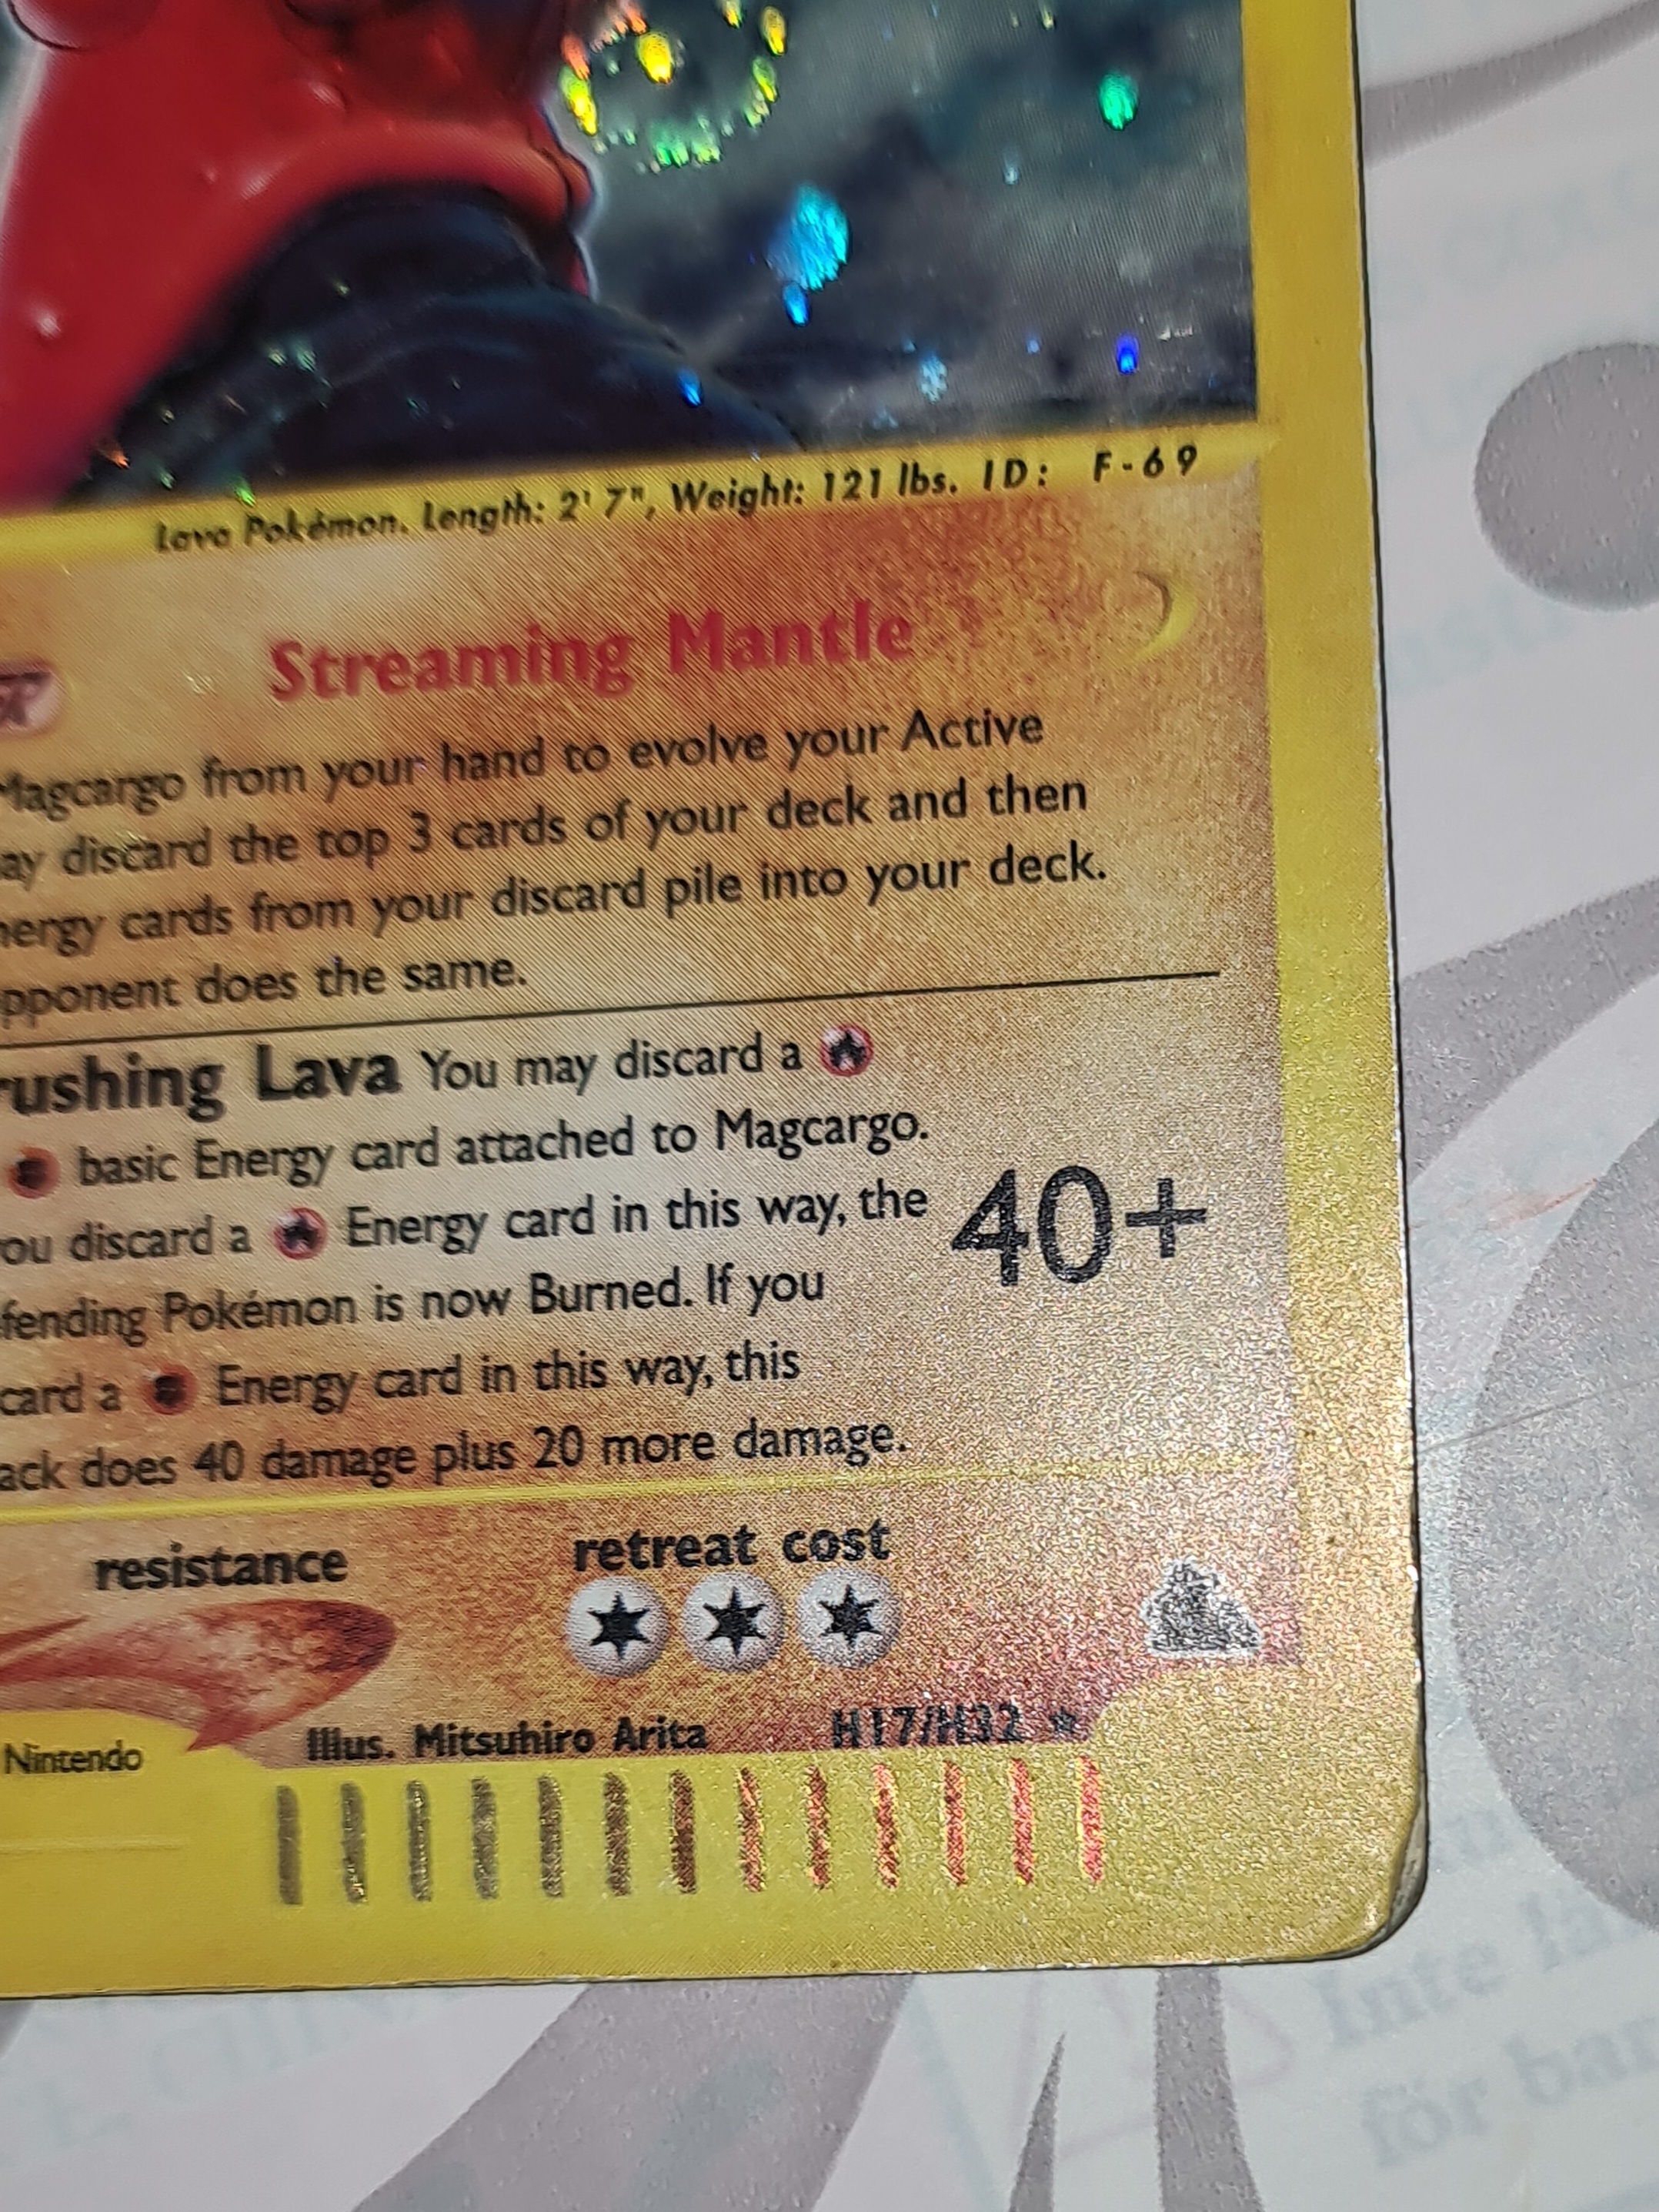 Lava Pokémon. Length: 2' 7", Weight: 121 lbs. ID: F-69
Streaming Mantle
Magcargo from your hand to evolve your Active
ay discard the top 3 cards of your deck and then
nergy cards from your discard pile into your deck.
pponent does the same.
rushing Lava You may discard a
basic Energy card attached to Magcargo.
ou discard a Energy card in this way, the
fending Pokémon is now Burned. If you
card a Energy card in this way, this
ack does 40 damage plus 20 more damage.
40+
resistance
retreat cost
Illus. Mitsuhiro Arita H17/H32 ★
Nintendo
Inte
för bar